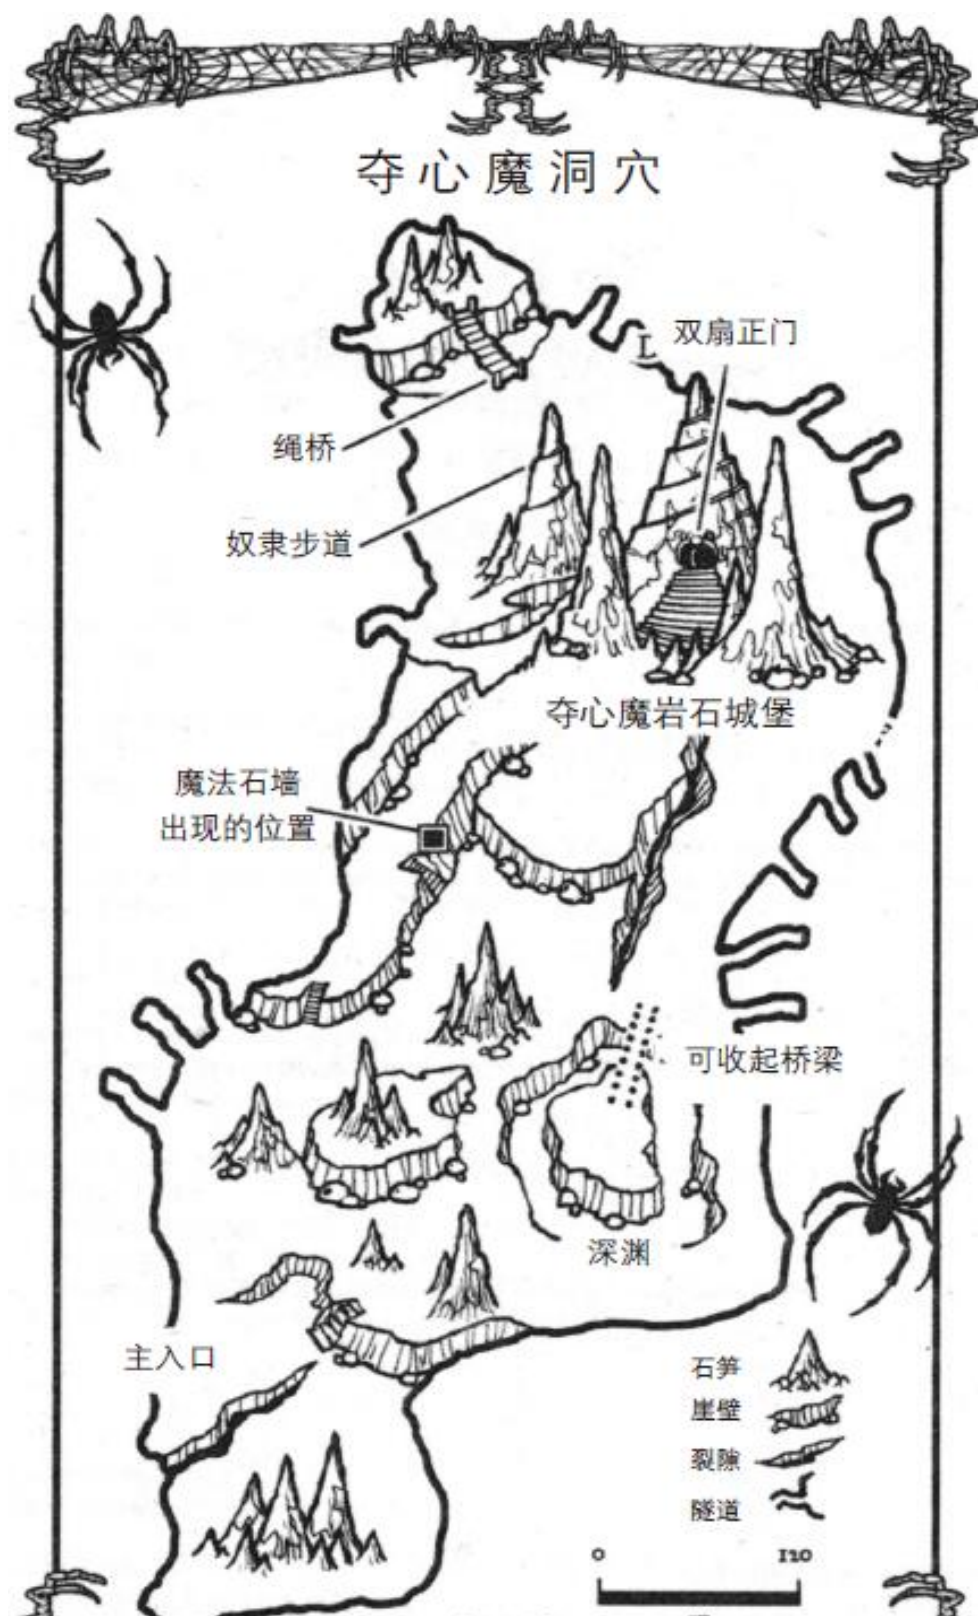 夺心魔洞穴
双扇正门
绳桥
奴隶步道
夺心魔岩石城堡
魔法石墙
出现的位置
可收起桥梁
深渊
主入口
石笋
崖壁
裂隙
隧道
0 120